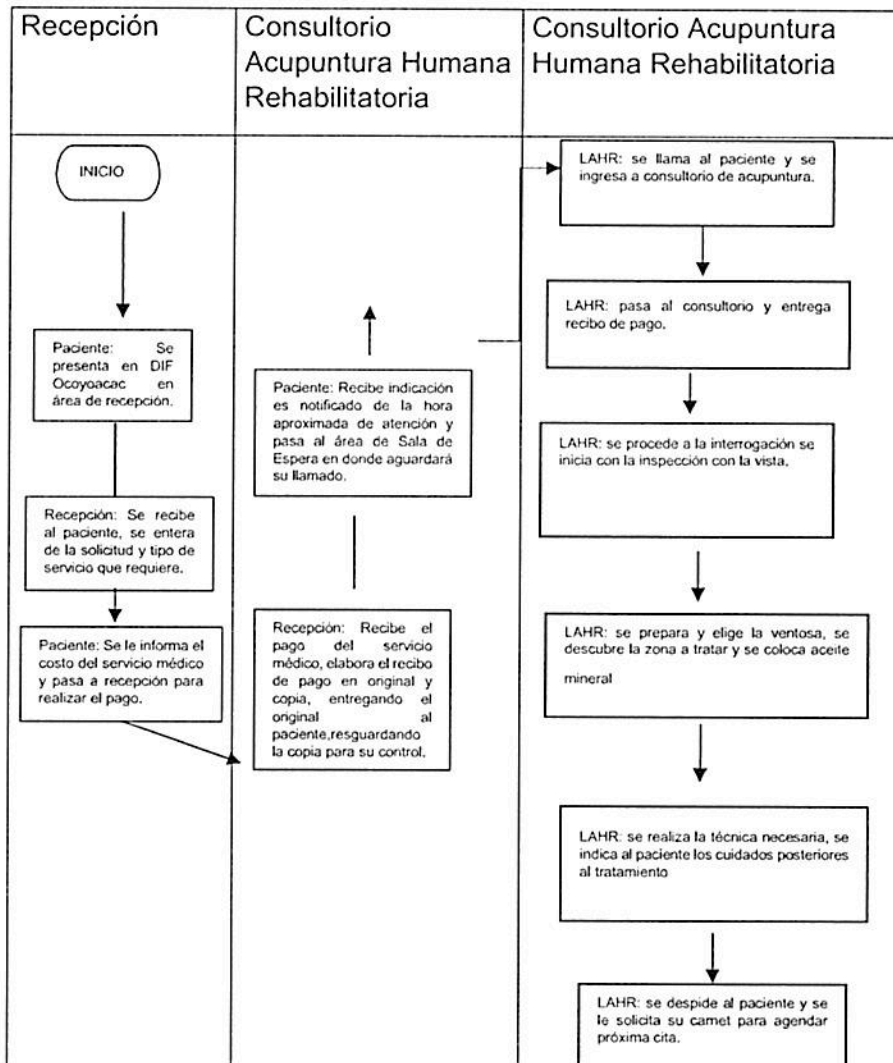 Recepción
Consultorio
Acupuntura Humana
Rehabilitatoria
Consultorio Acupuntura
Humana Rehabilitatoria
INICIO
Paciente: Se
presenta en DIF
Ocoyoacac en
área de recepción.
Recepción: Se recibe
al paciente, se entera
de la solicitud y tipo de
servicio que requiere.
Paciente: Se le informa el
costo del servicio médico
y pasa a recepción para
realizar el pago.
Paciente: Recibe indicación
es notificado de la hora
aproximada de atención y
pasa al área de Sala de
Espera en donde aguardará
su llamado.
Recepción: Recibe el
pago del servicio
médico, elabora el recibo
de pago en original y
copia, entregando el
original al
paciente,resguardando
la copia para su control.
LAHR: se llama al paciente y se
ingresa a consultorio de acupuntura.
LAHR: pasa al consultorio y entrega
recibo de pago.
LAHR: se procede a la interrogación se
inicia con la inspección con la vista.
LAHR: se prepara y elige la ventosa, se
descubre la zona a tratar y se coloca aceite
mineral
LAHR: se realiza la técnica necesaria, se
indica al paciente los cuidados posteriores
al tratamiento
LAHR: se despide al paciente y se
le solicita su carnet para agendar
próxima cita.